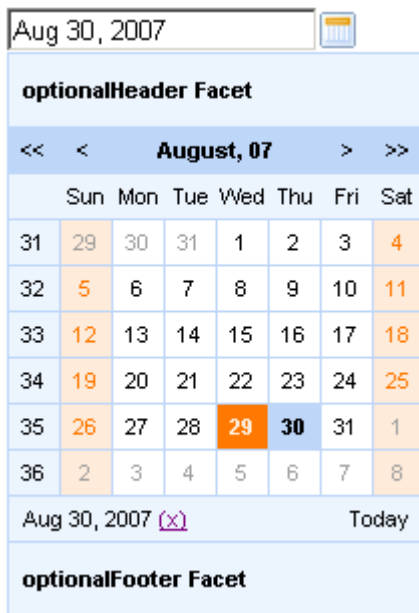 Aug 30, 2007
optionalHeader Facet
<< < August, 07 > >>
Sun Mon Tue Wed Thu Fri Sat
31 29 30 31 1 2 3 4
32 5 6 7 8 9 10 11
33 12 13 14 15 16 17 18
34 19 20 21 22 23 24 25
35 26 27 28 29 30 31 1
36 2 3 4 5 6 7 8
Aug 30, 2007 (x) Today
optionalFooter Facet